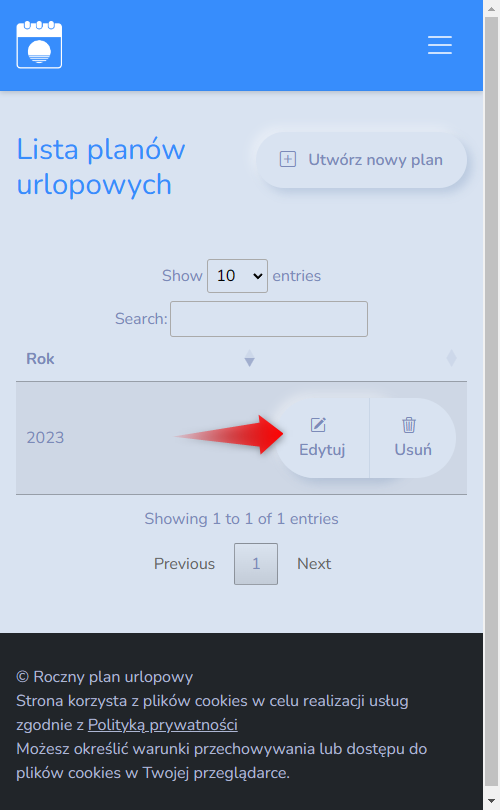 Lista planów
urlopowych
Utwórz nowy plan
Show 10 entries
Search:
Rok
2023
Edytuj
Usuń
Showing 1 to 1 of 1 entries
Previous 1 Next
© Roczny plan urlopowy
Strona korzysta z plików cookies w celu realizacji usług
zgodnie z Polityką prywatności
Możesz określić warunki przechowywania lub dostępu do
plików cookies w Twojej przeglądarce.